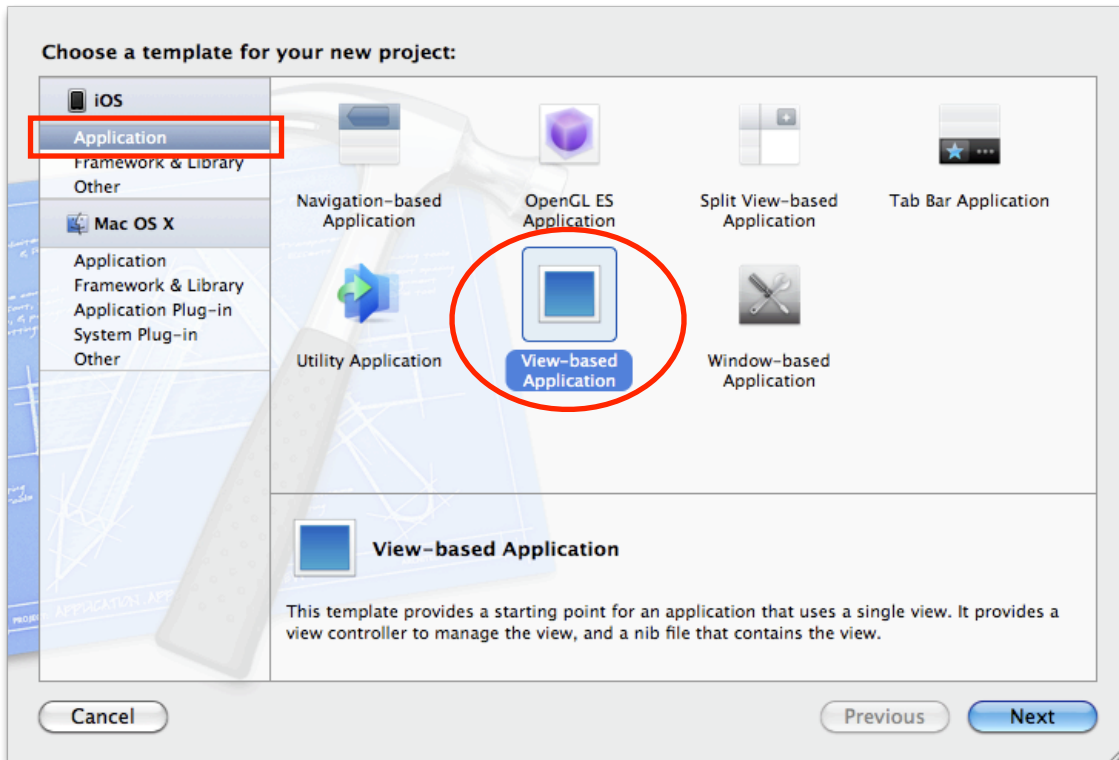 Choose a template for your new project:
iOS
Application
Framework & Library
Other
Mac OS X
Application
Framework & Library
Application Plug-in
System Plug-in
Other
Navigation-based
Application
OpenGL ES
Application
Split View-based
Application
Tab Bar Application
Utility Application
View-based
Application
Window-based
Application
View-based Application
This template provides a starting point for an application that uses a single view. It provides a
view controller to manage the view, and a nib file that contains the view.
Cancel
Previous
Next